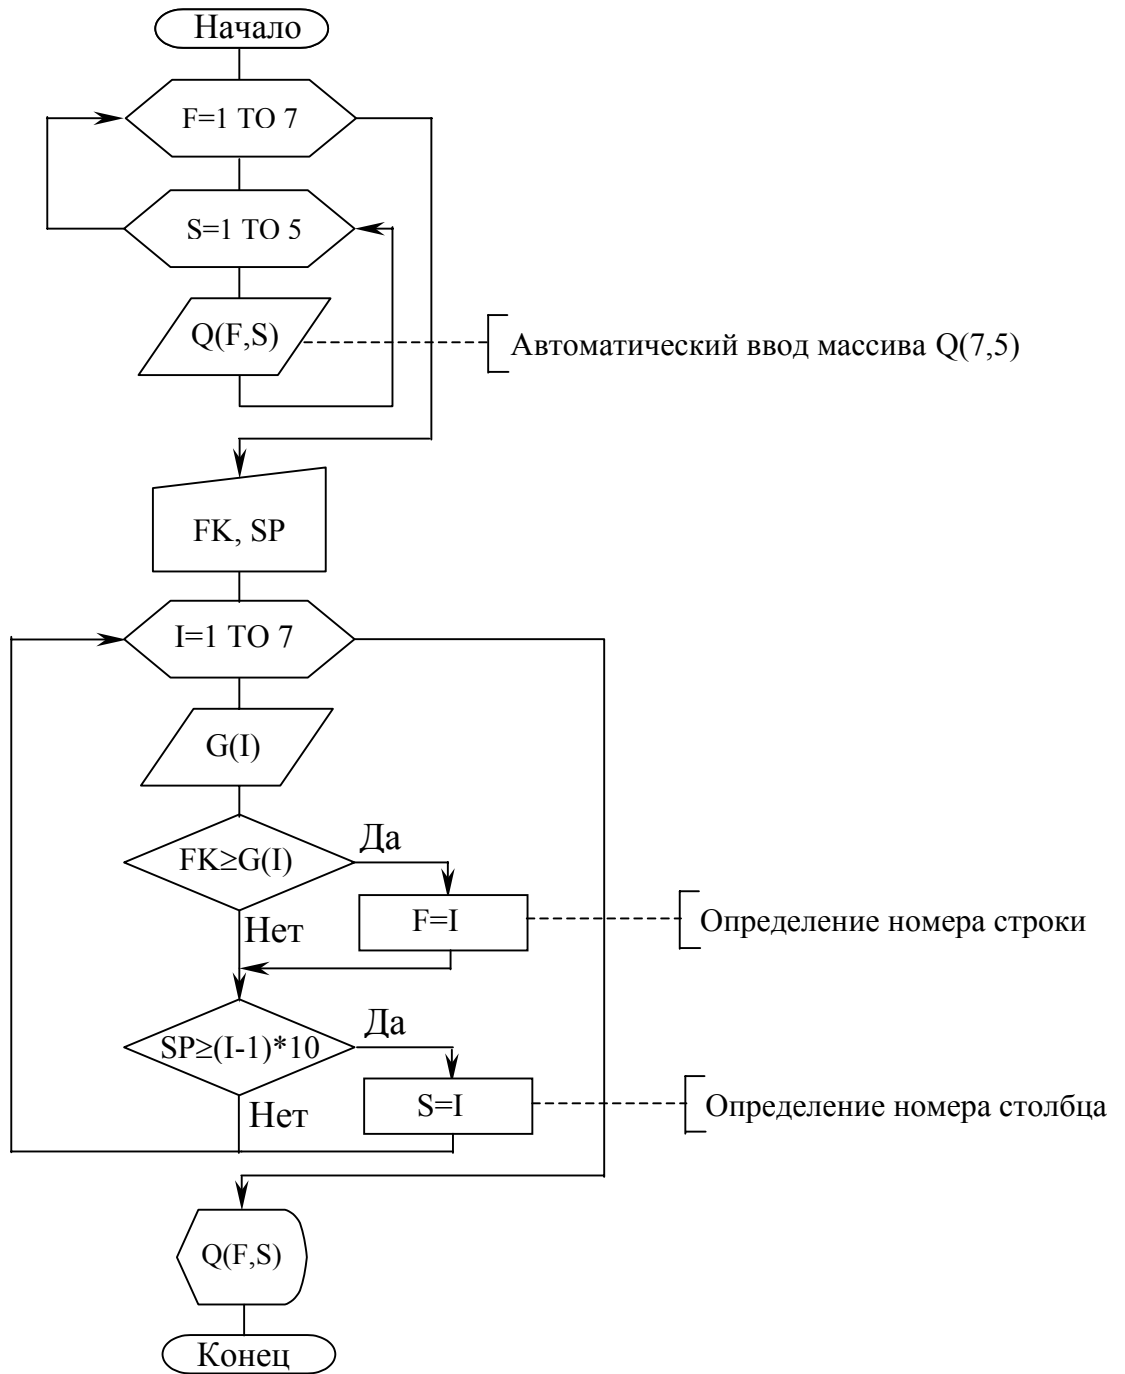 Начало
F=1 TO 7
S=1 TO 5
Q(F,S)
Автоматический ввод массива Q(7,5)
FK, SP
I=1 TO 7
G(I)
Да
FK≥G(I)
F=I
Нет
Определение номера строки
Да
SP≥(I-1)*10
S=I
Нет
Определение номера столбца
Q(F,S)
Конец